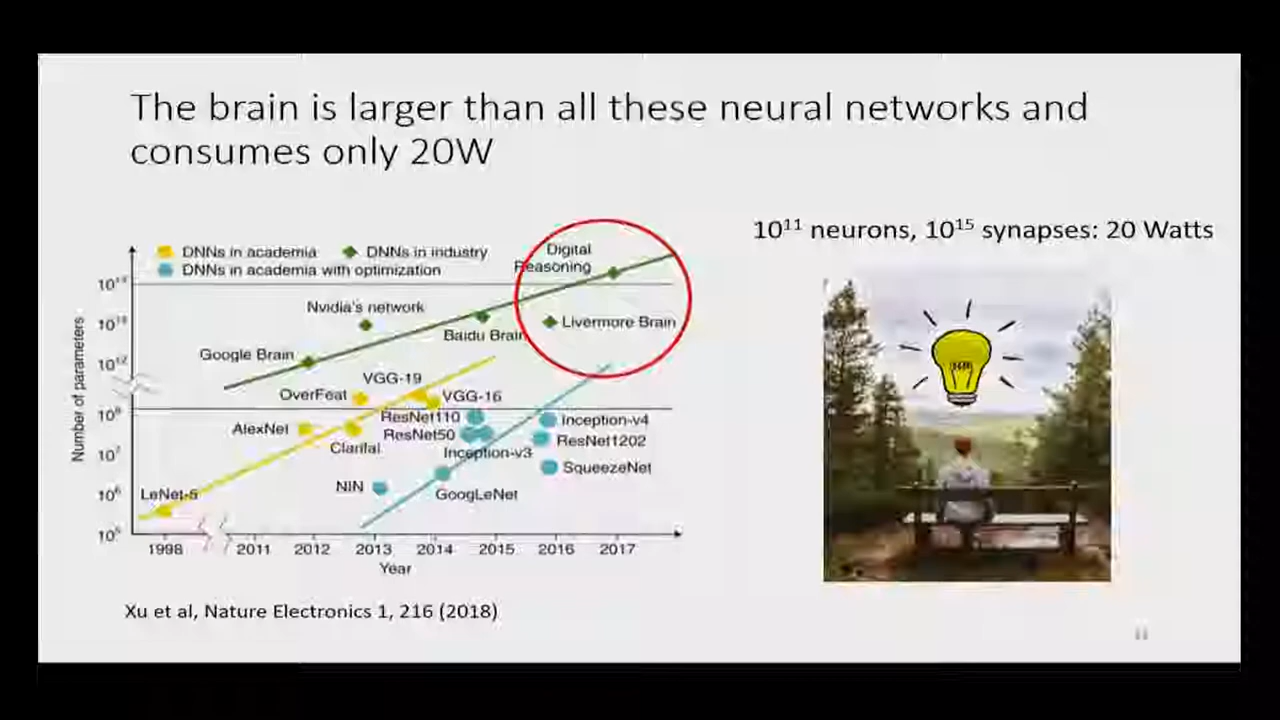 The brain is larger than all these neural networks and
consumes only 20W
10¹¹ neurons, 10¹⁵ synapses: 20 Watts
DNNs in academia
DNNs in industry
DNNs in academia with optimization
Digital
Reasoning
Nvidia's network
Baidu Brain
Livermore Brain
Google Brain
VGG-19
OverFeat
VGG-16
AlexNet
ResNet110
Inception-v4
Clarifai
ResNet50
ResNet1202
Inception-v3
SqueezeNet
NIN
GoogLeNet
LeNet-5
Number of parameters
10⁶
1998
2011
2012
2013
2014
2015
2016
2017
Year
Xu et al, Nature Electronics 1, 216 (2018)